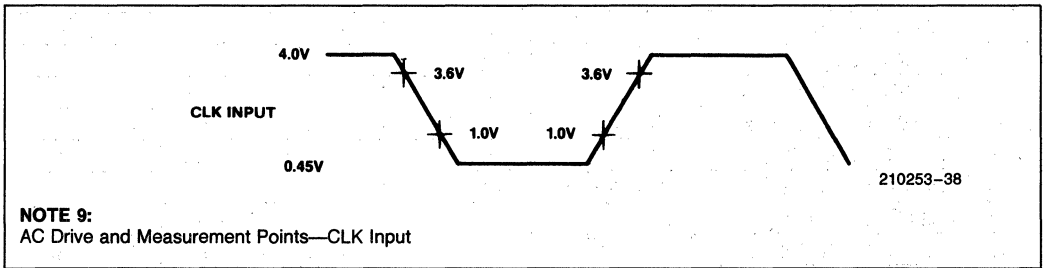 4.0V
3.6V
3.6V
CLK INPUT
1.0V
1.0V
0.45V
210253–38
NOTE 9:
AC Drive and Measurement Points—CLK Input